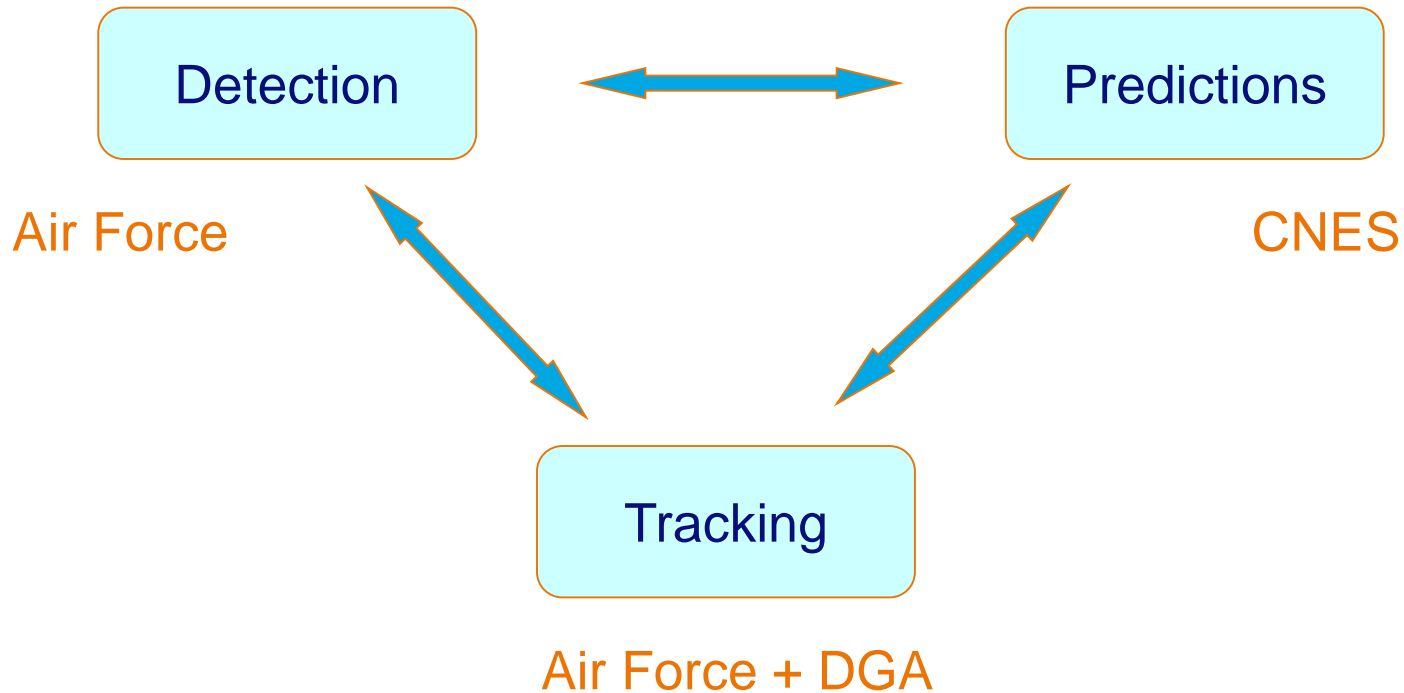 Detection
Predictions
Air Force
CNES
Tracking
Air Force + DGA